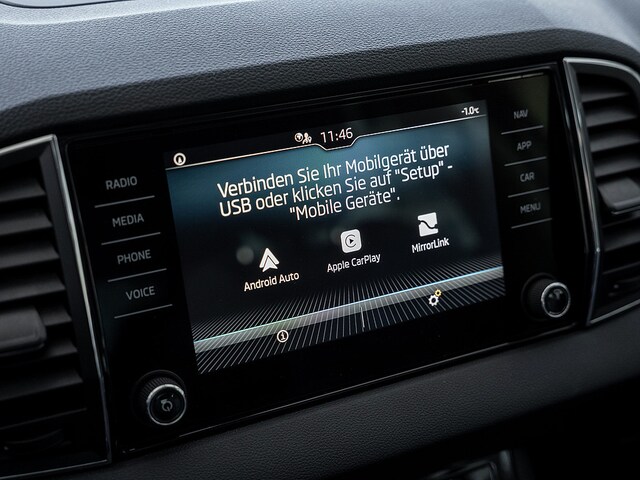 11:46
-1.0°C
Verbinden Sie Ihr Mobilgerät über
USB oder klicken Sie auf "Setup" -
"Mobile Geräte".
Android Auto
Apple CarPlay
MirrorLink
RADIO
MEDIA
PHONE
VOICE
NAV
APP
CAR
MENU